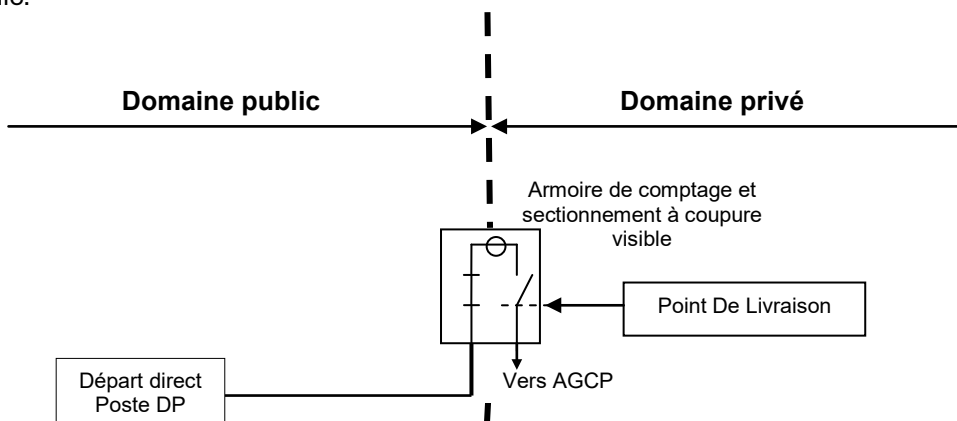 Domaine public
Domaine privé
Armoire de comptage et
sectionnement à coupure
visible
Point De Livraison
Départ direct
Poste DP
Vers AGCP